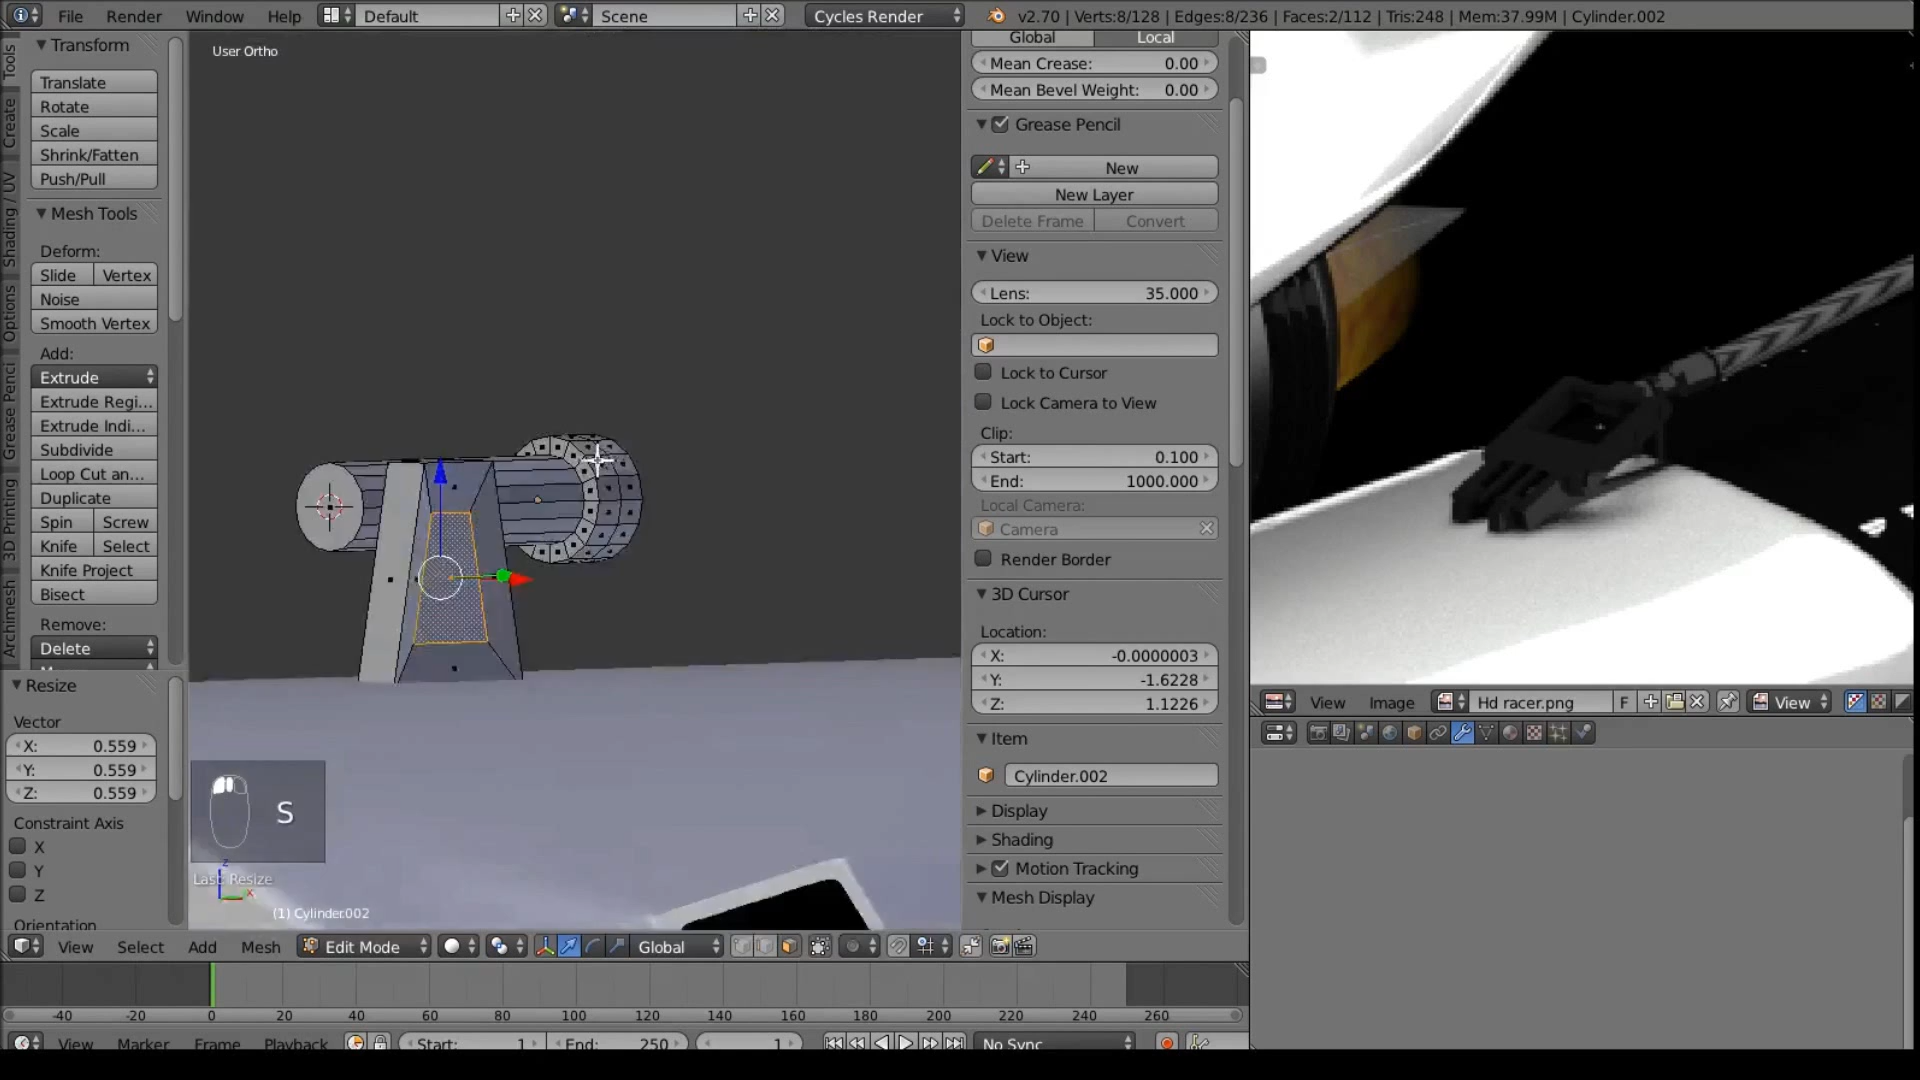 File Render Window Help Default Scene Cycles Render v2.70 | Verts:8/128 | Edges:8/236 | Faces:2/112 | Tris:248 | Mem:37.99M | Cylinder.002
Tools
Create
Shading / UV
Options
Grease Penci
3D Printing
Archimesh
Transform
Translate
Rotate
Scale
Shrink/Fatten
Push/Pull
Mesh Tools
Deform:
Slide Vertex
Noise
Smooth Vertex
Add:
Extrude
Extrude Regi...
Extrude Indi...
Subdivide
Loop Cut an...
Duplicate
Spin Screw
Knife Select
Knife Project
Bisect
Remove:
Delete
Resize
Vector
X: 0.559
Y: 0.559
Z: 0.559
Constraint Axis
X
Y
Z
Orientation
User Ortho
S
Last Resize
z
x
(1) Cylinder.002
Global Local
Mean Crease: 0.00
Mean Bevel Weight: 0.00
Grease Pencil
New
New Layer
Delete Frame Convert
View
Lens: 35.000
Lock to Object:
Lock to Cursor
Lock Camera to View
Clip:
Start: 0.100
End: 1000.000
Local Camera:
Camera
Render Border
3D Cursor
Location:
X: -0.0000003
Y: -1.6228
Z: 1.1226
Item
Cylinder.002
Display
Shading
Motion Tracking
Mesh Display
View Image Hd racer.png F View
View Select Add Mesh Edit Mode Global
-40 -20 0 20 40 60 80 100 120 140 160 180 200 220 240 260
View Marker Frame Playback Start: 1 End: 250 1 No Sync